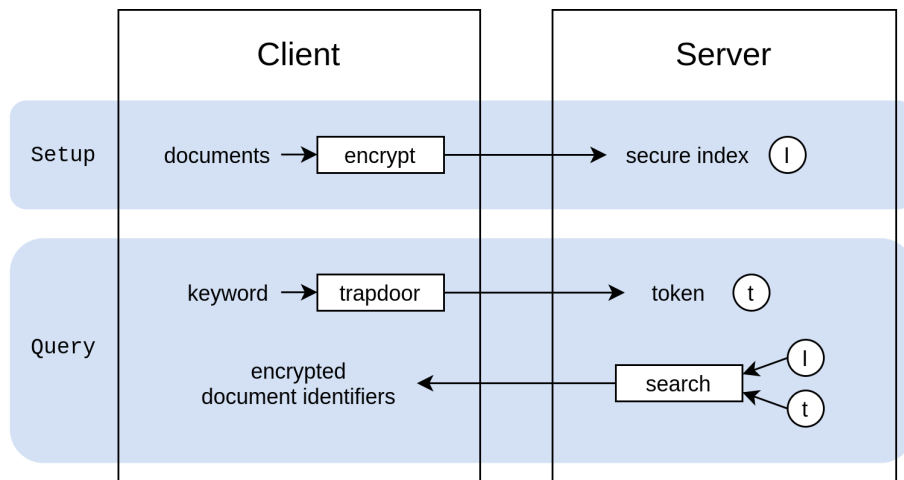 Client
Server
Setup
documents
encrypt
secure index
I
keyword
trapdoor
token
t
Query
encrypted
document identifiers
search
I
t